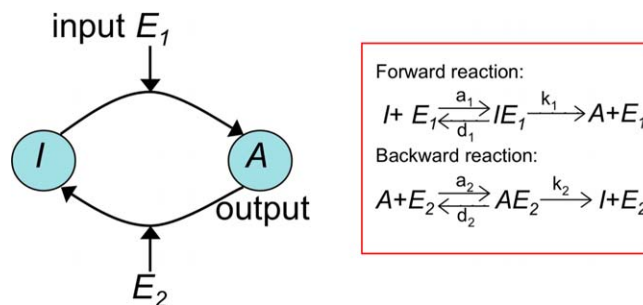 input E₁
I
A
output
E₂
Forward reaction:
I+ E₁ a₁ d₁ IE₁ k₁ A+E₁
Backward reaction:
A+E₂ a₂ d₂ AE₂ k₂ I+E₂